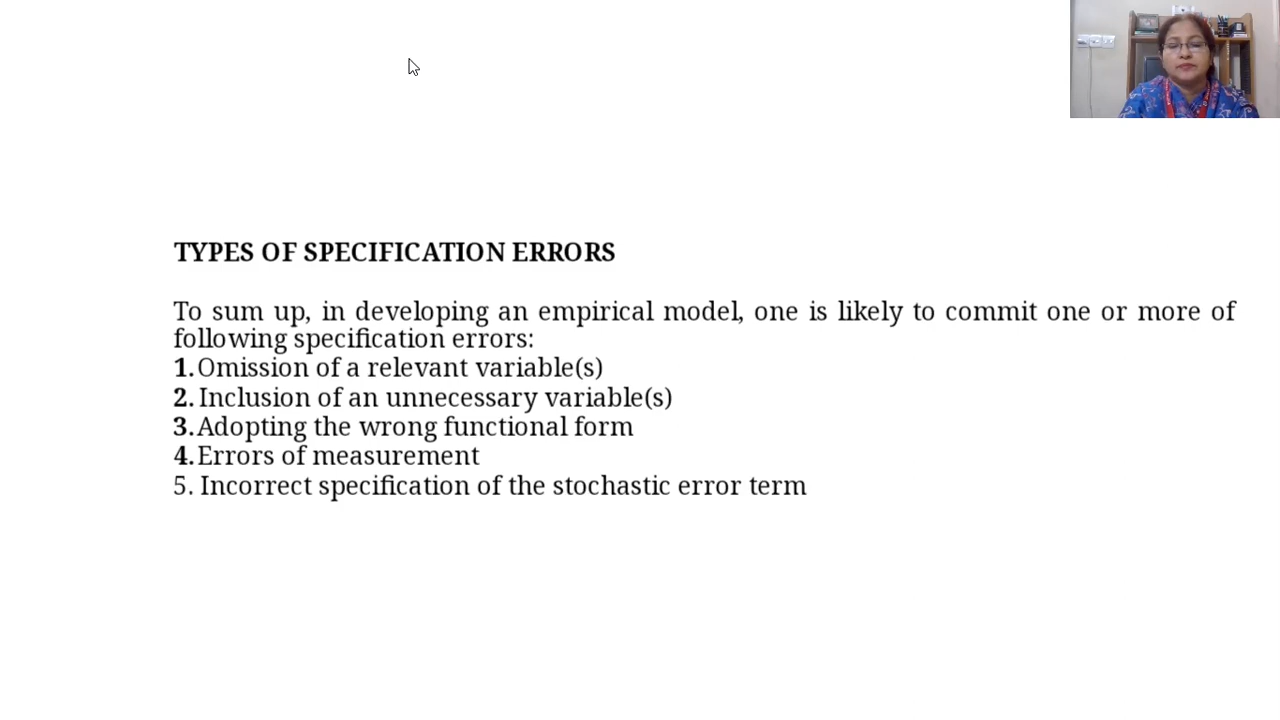 TYPES OF SPECIFICATION ERRORS
To sum up, in developing an empirical model, one is likely to commit one or more of
following specification errors:
1. Omission of a relevant variable(s)
2. Inclusion of an unnecessary variable(s)
3. Adopting the wrong functional form
4. Errors of measurement
5. Incorrect specification of the stochastic error term